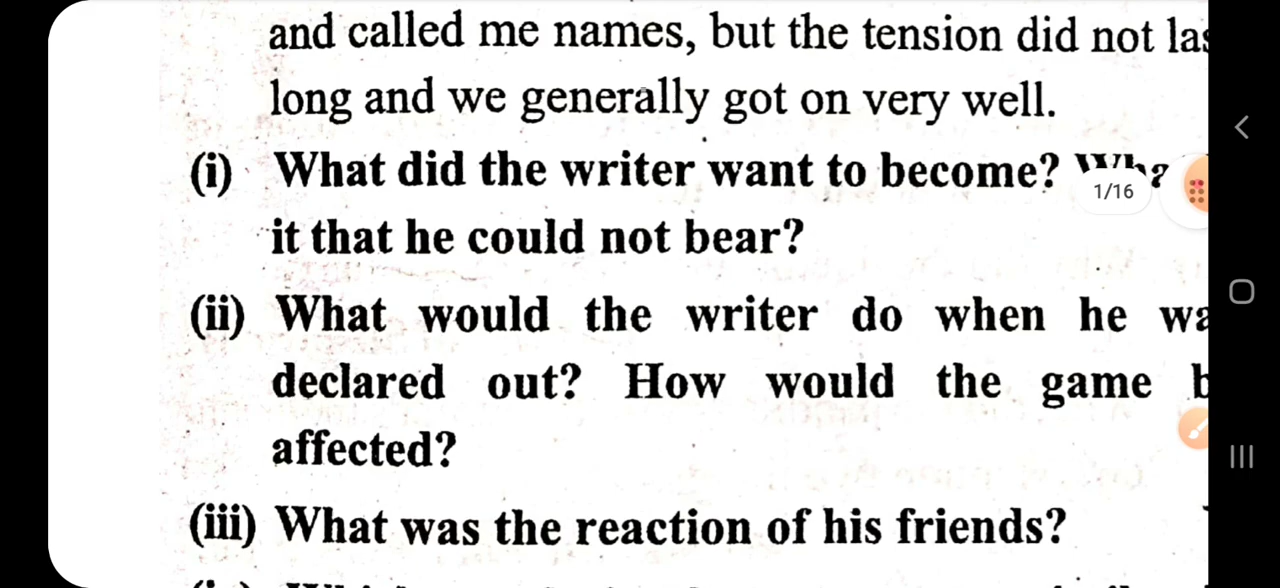 and called me names, but the tension did not
long and we generally got on very well.
(i) What did the writer want to become?
1/16
it that he could not bear?
(ii) What would the writer do when he
declared out? How would the game
affected?
(iii) What was the reaction of his friends?